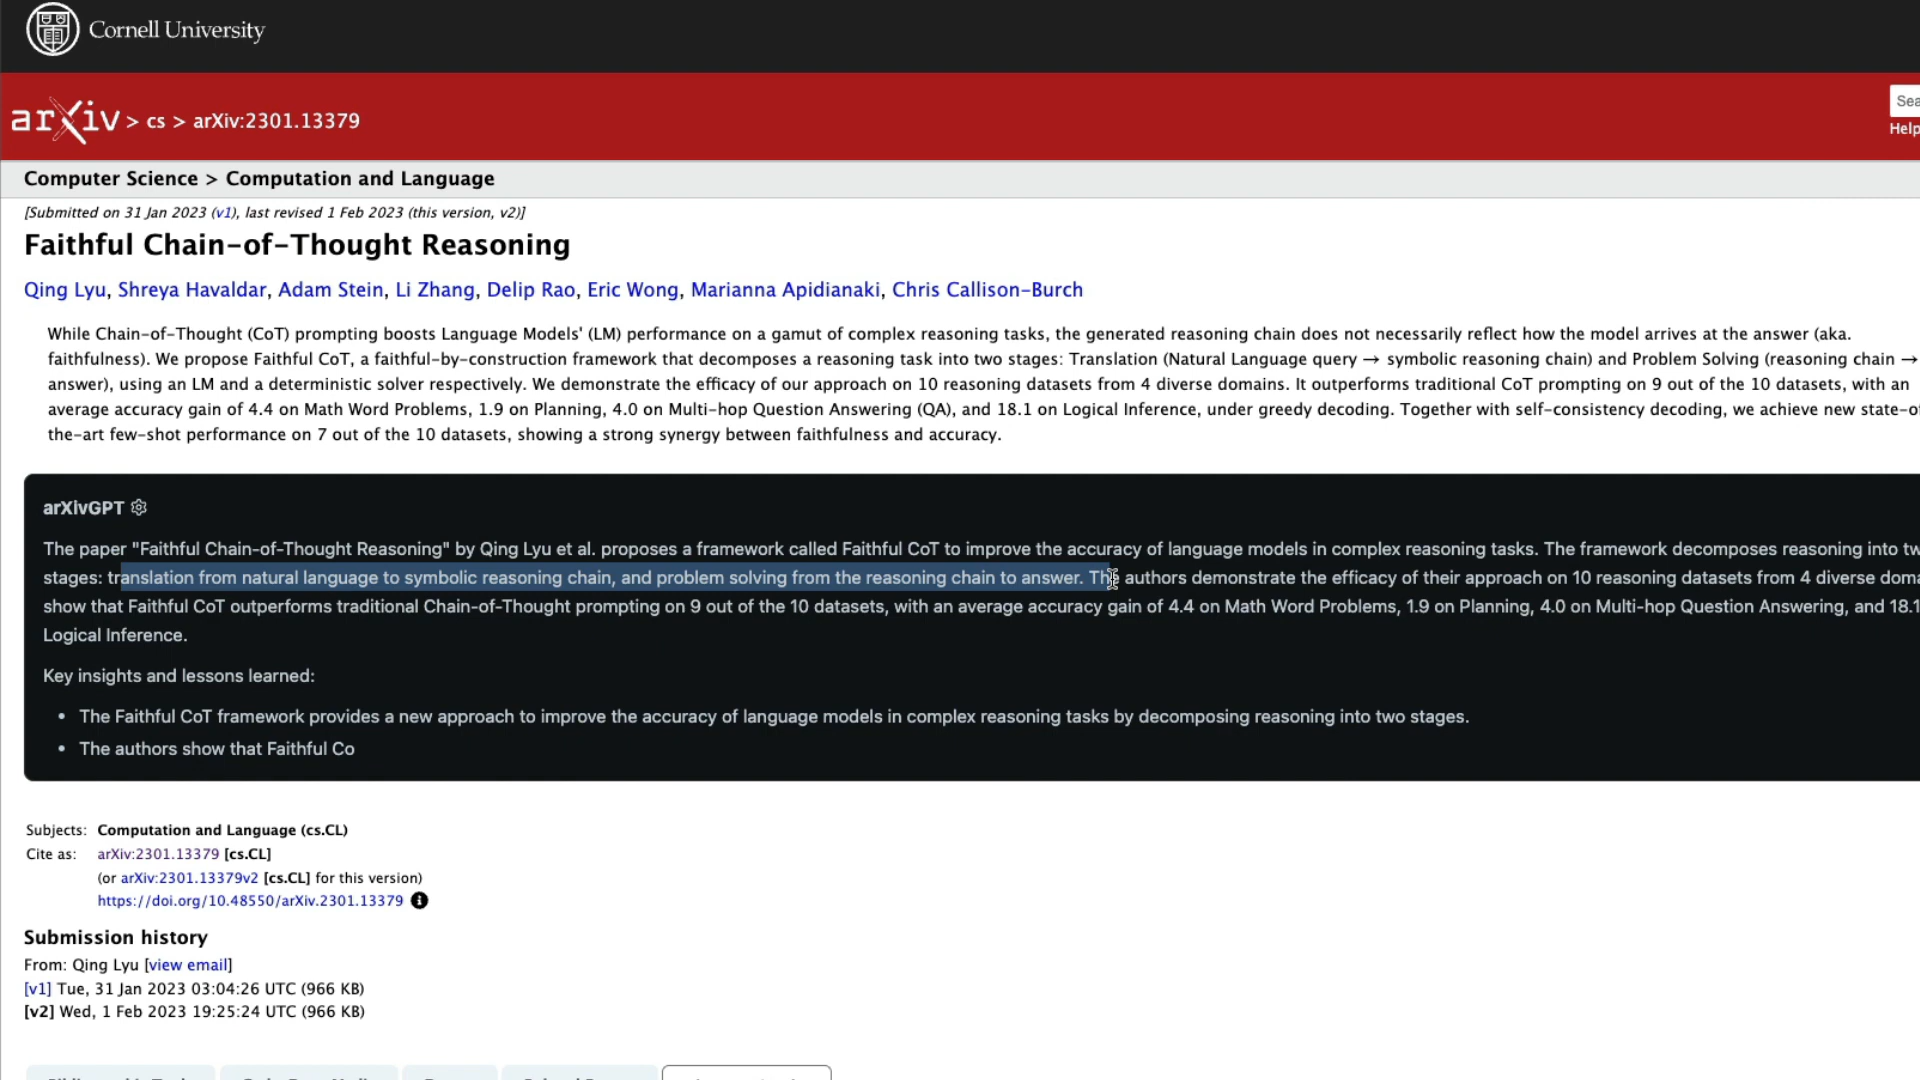 Cornell University
arXiv > cs > arXiv:2301.13379
Help
Computer Science > Computation and Language
[Submitted on 31 Jan 2023 (v1), last revised 1 Feb 2023 (this version, v2)]
Faithful Chain-of-Thought Reasoning
Qing Lyu, Shreya Havaldar, Adam Stein, Li Zhang, Delip Rao, Eric Wong, Marianna Apidianaki, Chris Callison-Burch
While Chain-of-Thought (CoT) prompting boosts Language Models' (LM) performance on a gamut of complex reasoning tasks, the generated reasoning chain does not necessarily reflect how the model arrives at the answer (aka.
faithfulness). We propose Faithful CoT, a faithful-by-construction framework that decomposes a reasoning task into two stages: Translation (Natural Language query → symbolic reasoning chain) and Problem Solving (reasoning chain →
answer), using an LM and a deterministic solver respectively. We demonstrate the efficacy of our approach on 10 reasoning datasets from 4 diverse domains. It outperforms traditional CoT prompting on 9 out of the 10 datasets, with an
average accuracy gain of 4.4 on Math Word Problems, 1.9 on Planning, 4.0 on Multi-hop Question Answering (QA), and 18.1 on Logical Inference, under greedy decoding. Together with self-consistency decoding, we achieve new state-of
the-art few-shot performance on 7 out of the 10 datasets, showing a strong synergy between faithfulness and accuracy.
arXivGPT
The paper "Faithful Chain-of-Thought Reasoning" by Qing Lyu et al. proposes a framework called Faithful CoT to improve the accuracy of language models in complex reasoning tasks. The framework decomposes reasoning into
stages: translation from natural language to symbolic reasoning chain, and problem solving from the reasoning chain to answer. The authors demonstrate the efficacy of their approach on 10 reasoning datasets from 4 diverse
show that Faithful CoT outperforms traditional Chain-of-Thought prompting on 9 out of the 10 datasets, with an average accuracy gain of 4.4 on Math Word Problems, 1.9 on Planning, 4.0 on Multi-hop Question Answering, and 18.1
Logical Inference.
Key insights and lessons learned:
• The Faithful CoT framework provides a new approach to improve the accuracy of language models in complex reasoning tasks by decomposing reasoning into two stages.
• The authors show that Faithful Co
Subjects: Computation and Language (cs.CL)
Cite as: arXiv:2301.13379 [cs.CL]
(or arXiv:2301.13379v2 [cs.CL] for this version)
https://doi.org/10.48550/arXiv.2301.13379
Submission history
From: Qing Lyu [view email]
[v1] Tue, 31 Jan 2023 03:04:26 UTC (966 KB)
[v2] Wed, 1 Feb 2023 19:25:24 UTC (966 KB)